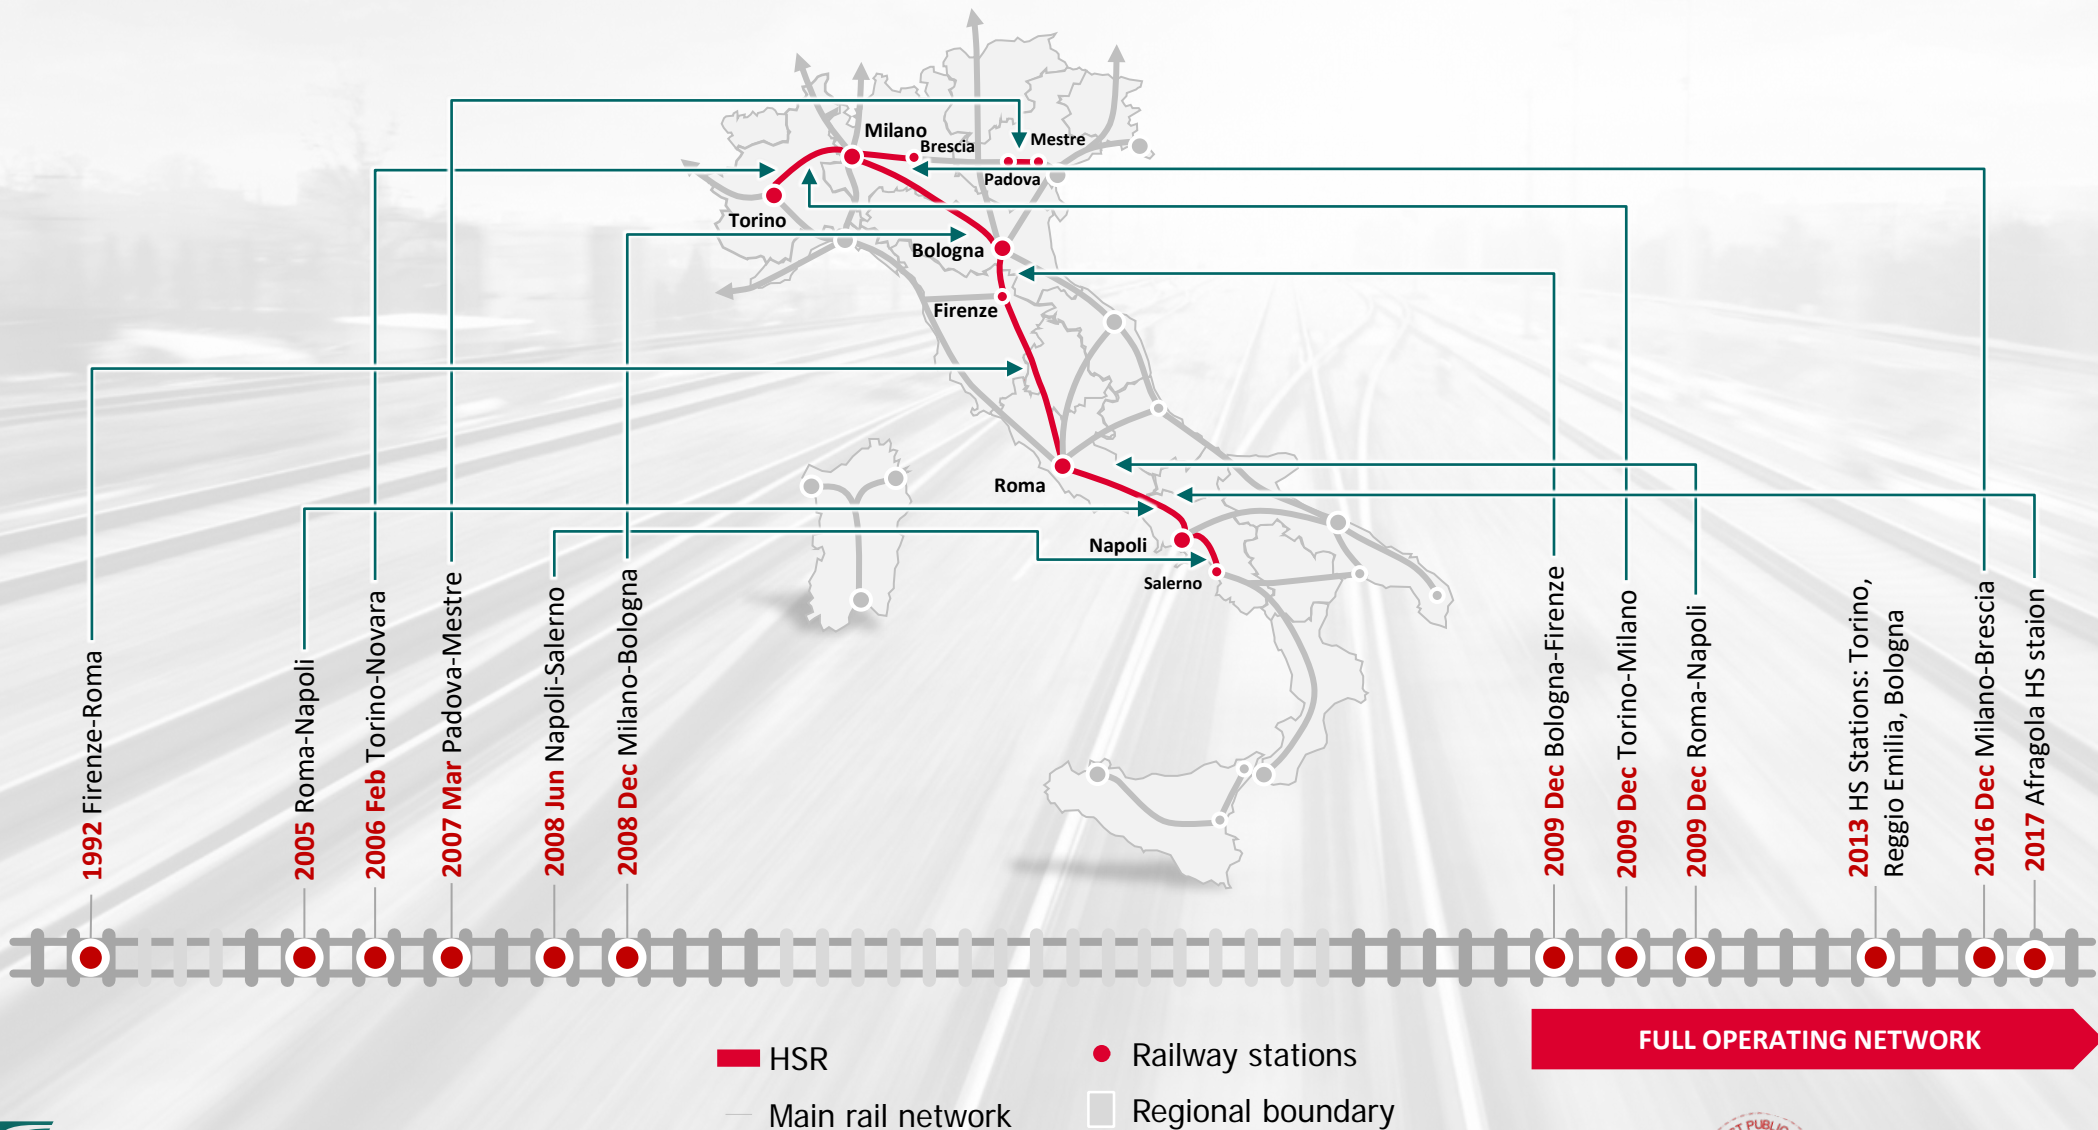 Milano
Brescia
Mestre
Padova
Torino
Bologna
Firenze
Roma
Napoli
Salerno
1992 Firenze-Roma
2005 Roma-Napoli
2006 Feb Torino-Novara
2007 Mar Padova-Mestre
2008 Jun Napoli-Salerno
2008 Dec Milano-Bologna
2009 Dec Bologna-Firenze
2009 Dec Torino-Milano
2009 Dec Roma-Napoli
2013 HS Stations: Torino,
Reggio Emilia, Bologna
2016 Dec Milano-Brescia
2017 Afragola HS staion
FULL OPERATING NETWORK
HSR
Railway stations
Main rail network
Regional boundary